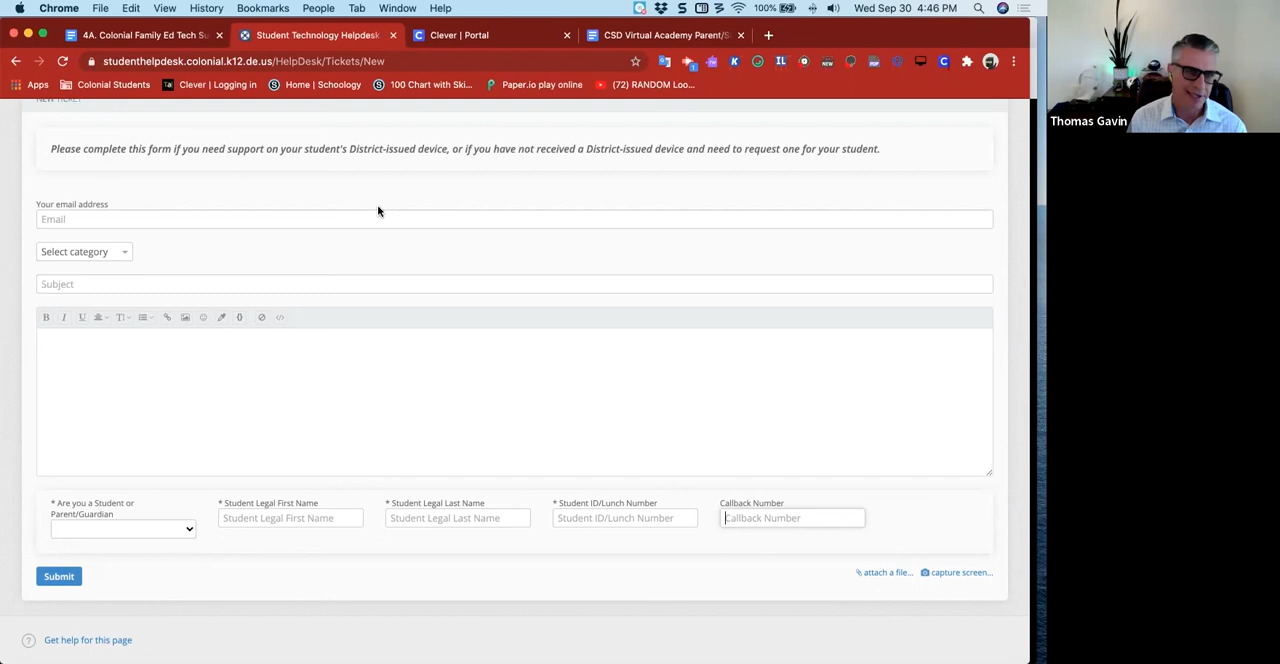 Chrome File Edit View History Bookmarks People Tab Window Help 100% Wed Sep 30 4:46 PM
4A. Colonial Family Ed Tech Su Student Technology Helpdesk Clever | Portal CSD Virtual Academy Parent/S
studenthelpdesk.colonial.k12.de.us/HelpDesk/Tickets/New
Apps Colonial Students Clever | Logging in Home | Schoology 100 Chart with Ski... Paper.io play online (72) RANDOM Loo...
Thomas Gavin
NEW TICKET
Please complete this form if you need support on your student's District-issued device, or if you have not received a District-issued device and need to request one for your student.
Your email address
Email
Select category
Subject
B I U
* Are you a Student or Parent/Guardian
* Student Legal First Name
Student Legal First Name
* Student Legal Last Name
Student Legal Last Name
* Student ID/Lunch Number
Student ID/Lunch Number
Callback Number
Callback Number
Submit
attach a file... capture screen...
? Get help for this page